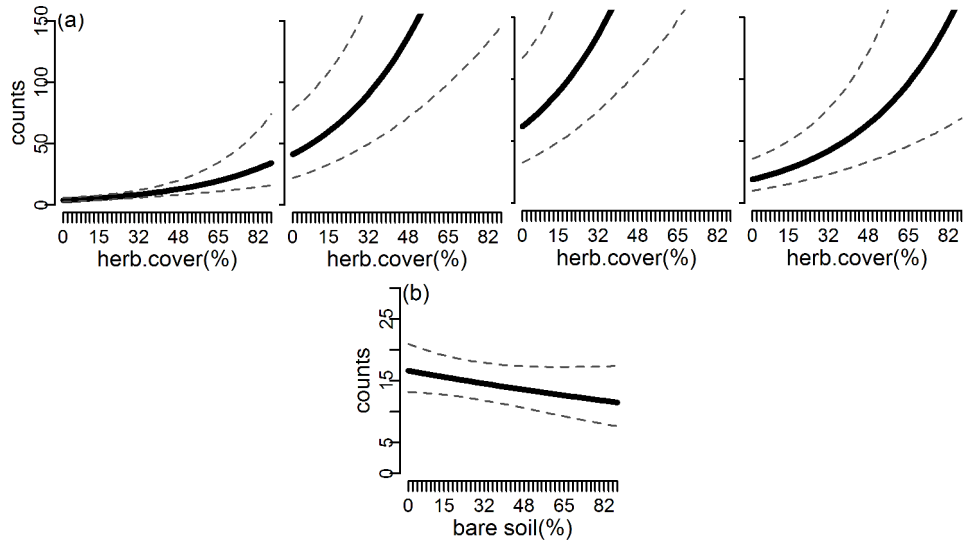 (a)
counts
0 50 100 150
0 15 32 48 65 82
herb.cover(%)
0 15 32 48 65 82
herb.cover(%)
0 15 32 48 65 82
herb.cover(%)
0 15 32 48 65 82
herb.cover(%)
(b)
counts
0 5 15 25
0 15 32 48 65 82
bare soil(%)